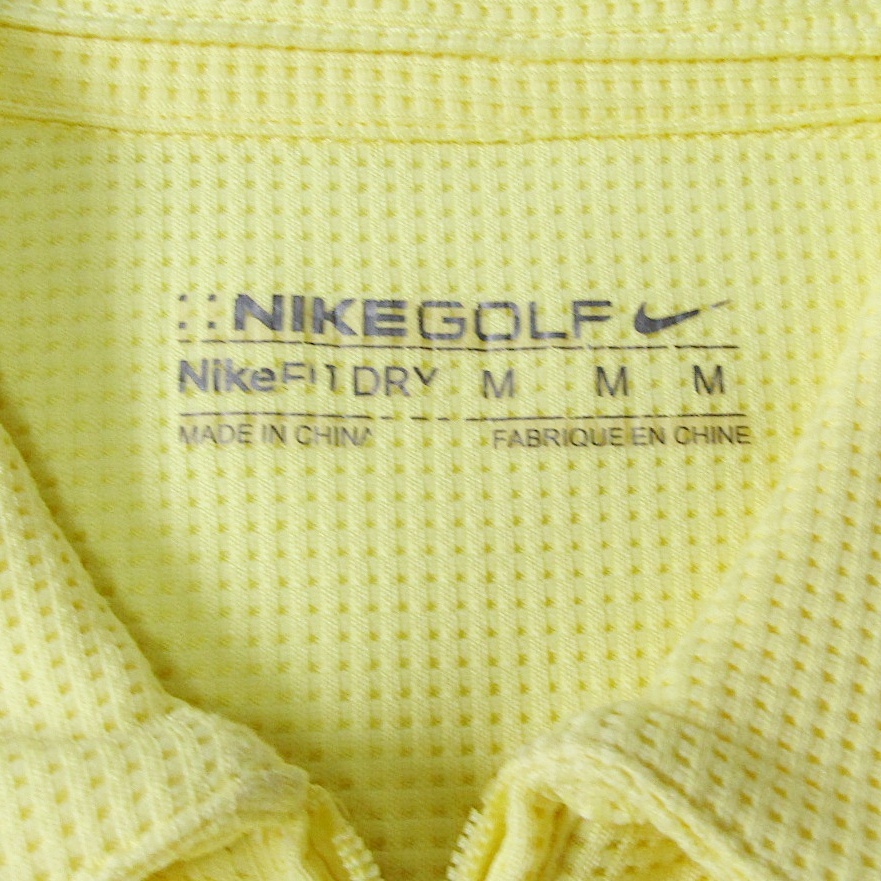 NIKEGOLF
NikeFIT DRY M M M
MADE IN CHINA FABRIQUE EN CHINE